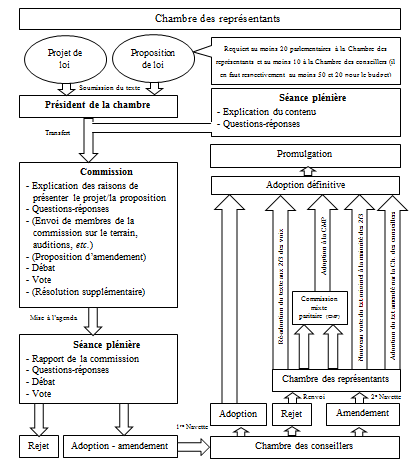 Chambre des représentants
Projet de
loi
Proposition
de loi
Requiert au moins 20 parlementaires à la Chambre des
représentants et au moins 10 à la Chambre des conseillers (il
en faut respectivement au moins 50 et 20 pour le budget)
Soumission du texte
Président de la chambre
Séance plénière
- Explication du contenu
- Questions-réponses
Transfert
Promulgation
Commission
- Explication des raisons de
présenter le projet/la proposition
- Questions-réponses
- (Envoi de membres de la
commission sur le terrain,
auditions, etc.)
- (Proposition d'amendement)
- Débat
- Vote
- (Résolution supplémentaire)
Adoption définitive
Réadoption du texte aux 2/3 des voix
Adoption à la CMP
Nouveau vote du txt amend à la majorité des 2/3
Adoption du txt amendé sur la Ch. des conseillers
Commission
mixte
paritaire (CMP)
Mise à l'agenda
Séance plénière
- Rapport de la commission
- Questions-réponses
- Débat
- Vote
Chambre des représentants
Renvoi
2e Navette
1ère Navette
Adoption
Rejet
Amendement
Rejet
Adoption - amendement
Chambre des conseillers